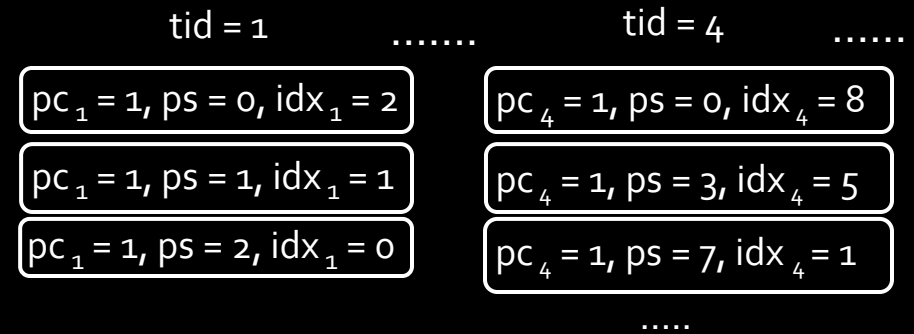 tid = 1 ....... tid = 4 ......
pc₁ = 1, ps = 0, idx₁ = 2
pc₁ = 1, ps = 1, idx₁ = 1
pc₁ = 1, ps = 2, idx₁ = 0
pc₄ = 1, ps = 0, idx₄ = 8
pc₄ = 1, ps = 3, idx₄ = 5
pc₄ = 1, ps = 7, idx₄ = 1
.....